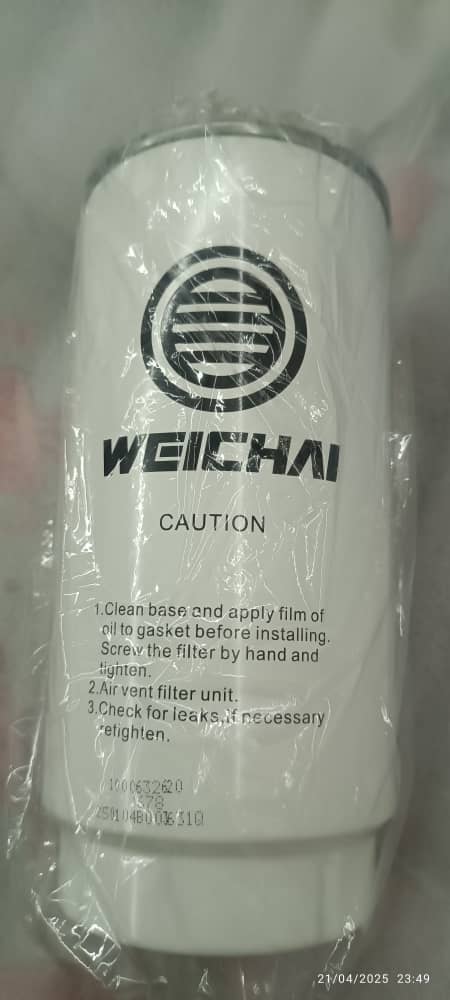 WEICHAI
CAUTION
1.Clean base and apply film of
oil to gasket before installing.
Screw the filter by hand and
tighten.
2.Air vent filter unit.
3.Check for leaks,if necessary
retighten.
S78
21/04/2025 23:49